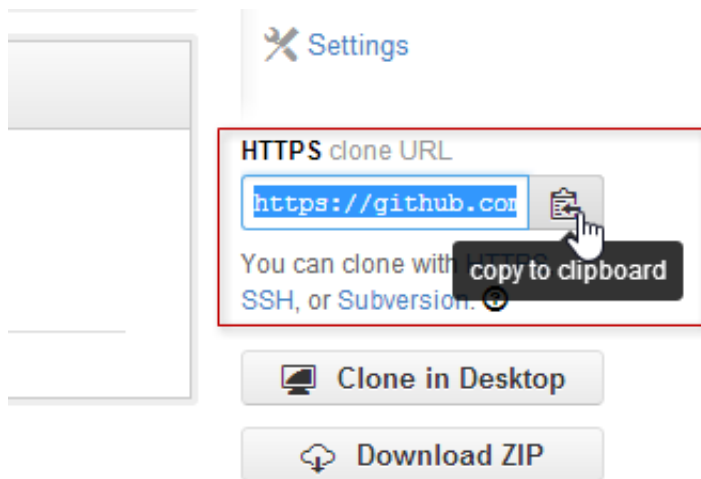 Settings
HTTPS clone URL
https://github.com
You can clone with HTTPS,
copy to clipboard
SSH, or Subversion.
Clone in Desktop
Download ZIP